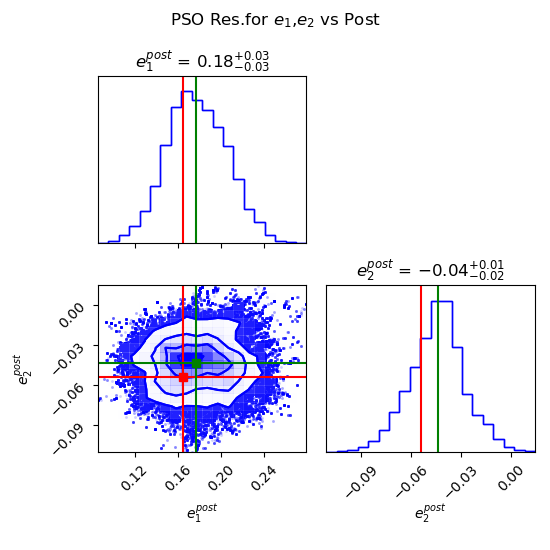 PSO Res.for e₁,e₂ vs Post
e₁ᵖᵒˢᵗ = 0.18⁺⁰·⁰³₋₀.₀₃
e₂ᵖᵒˢᵗ = −0.04⁺⁰·⁰¹₋₀.₀₂
0.00
−0.03
−0.06
−0.09
e₂ᵖᵒˢᵗ
0.12 0.16 0.20 0.24
e₁ᵖᵒˢᵗ
−0.09 −0.06 −0.03 0.00
e₂ᵖᵒˢᵗ